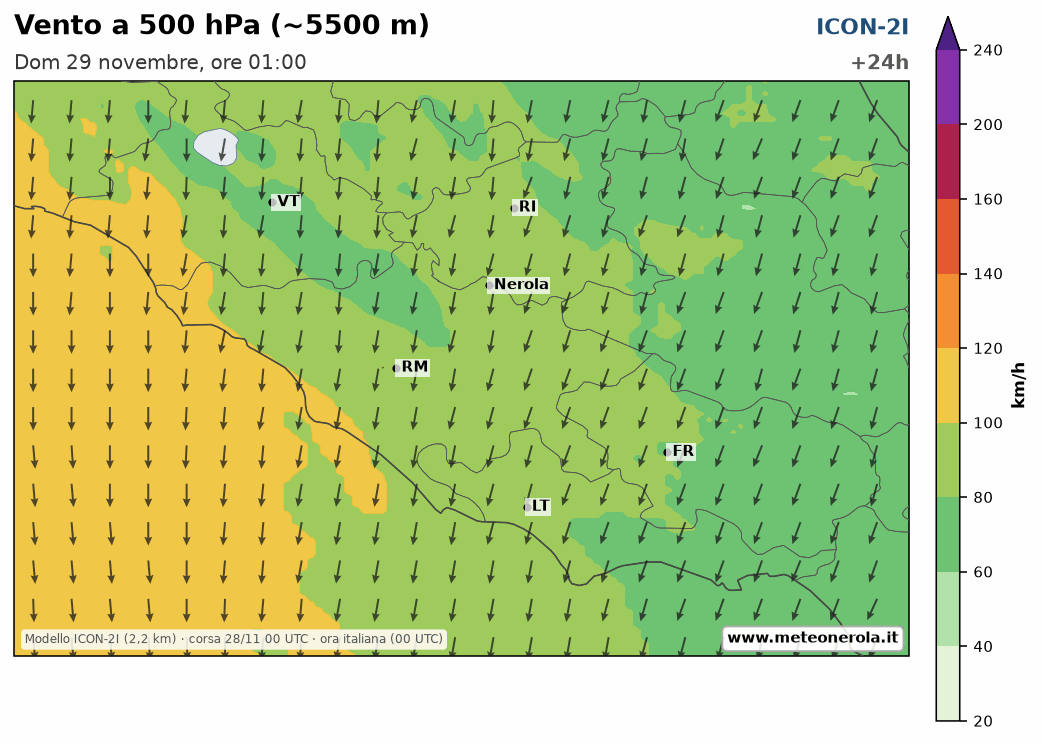 Vento a 500 hPa (~5500 m)
ICON-2I
Dom 29 novembre, ore 01:00
+24h
240
200
160
140
120
100
80
60
40
20
km/h
VT
RI
Nerola
RM
FR
LT
Modello ICON-2I (2,2 km) · corsa 28/11 00 UTC · ora italiana (00 UTC)
www.meteonerola.it